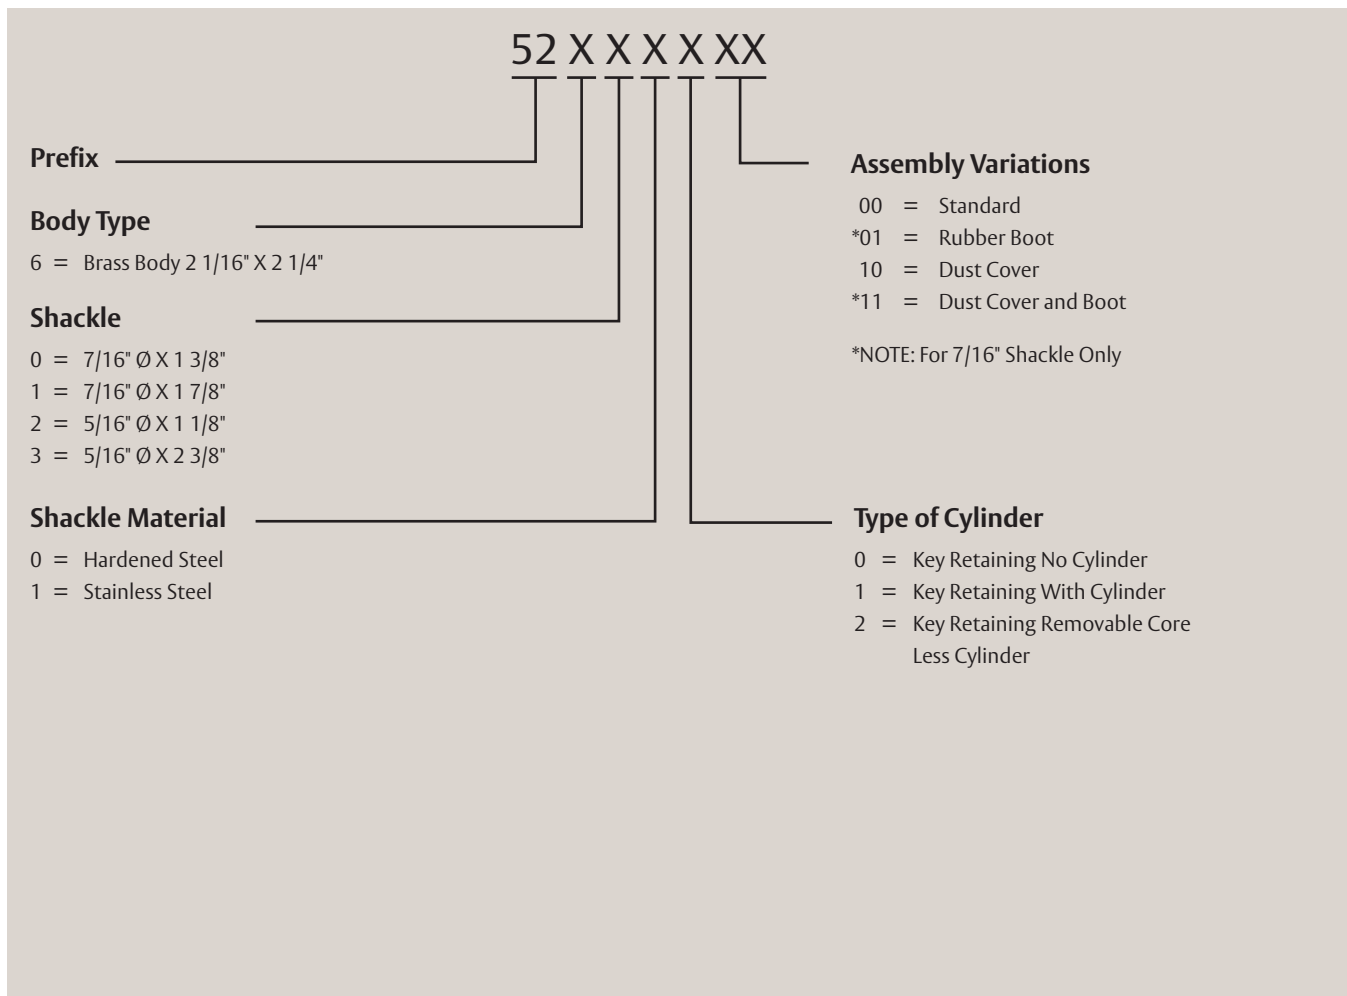 52 X X X X XX
Prefix
Body Type
6 = Brass Body 2 1/16" X 2 1/4"
Shackle
0 = 7/16" Ø X 1 3/8"
1 = 7/16" Ø X 1 7/8"
2 = 5/16" Ø X 1 1/8"
3 = 5/16" Ø X 2 3/8"
Shackle Material
0 = Hardened Steel
1 = Stainless Steel
Assembly Variations
00 = Standard
*01 = Rubber Boot
10 = Dust Cover
*11 = Dust Cover and Boot
*NOTE: For 7/16" Shackle Only
Type of Cylinder
0 = Key Retaining No Cylinder
1 = Key Retaining With Cylinder
2 = Key Retaining Removable Core
Less Cylinder